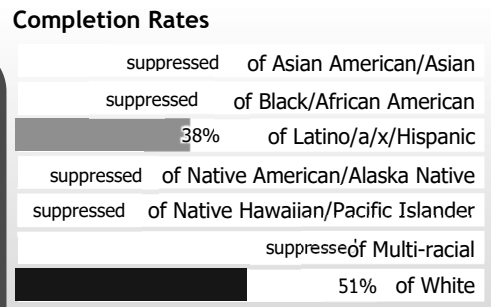 Completion Rates
suppressed of Asian American/Asian
suppressed of Black/African American
38% of Latino/a/x/Hispanic
suppressed of Native American/Alaska Native
suppressed of Native Hawaiian/Pacific Islander
suppressed of Multi-racial
51% of White